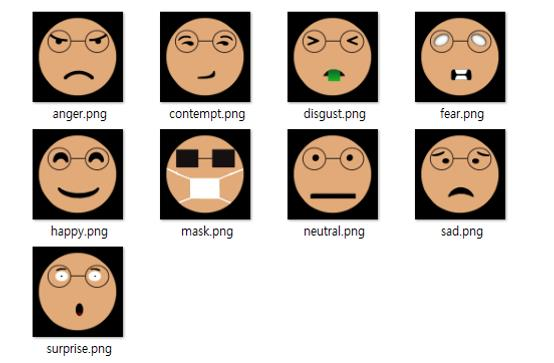 anger.png
contempt.png
disgust.png
fear.png
happy.png
mask.png
neutral.png
sad.png
surprise.png